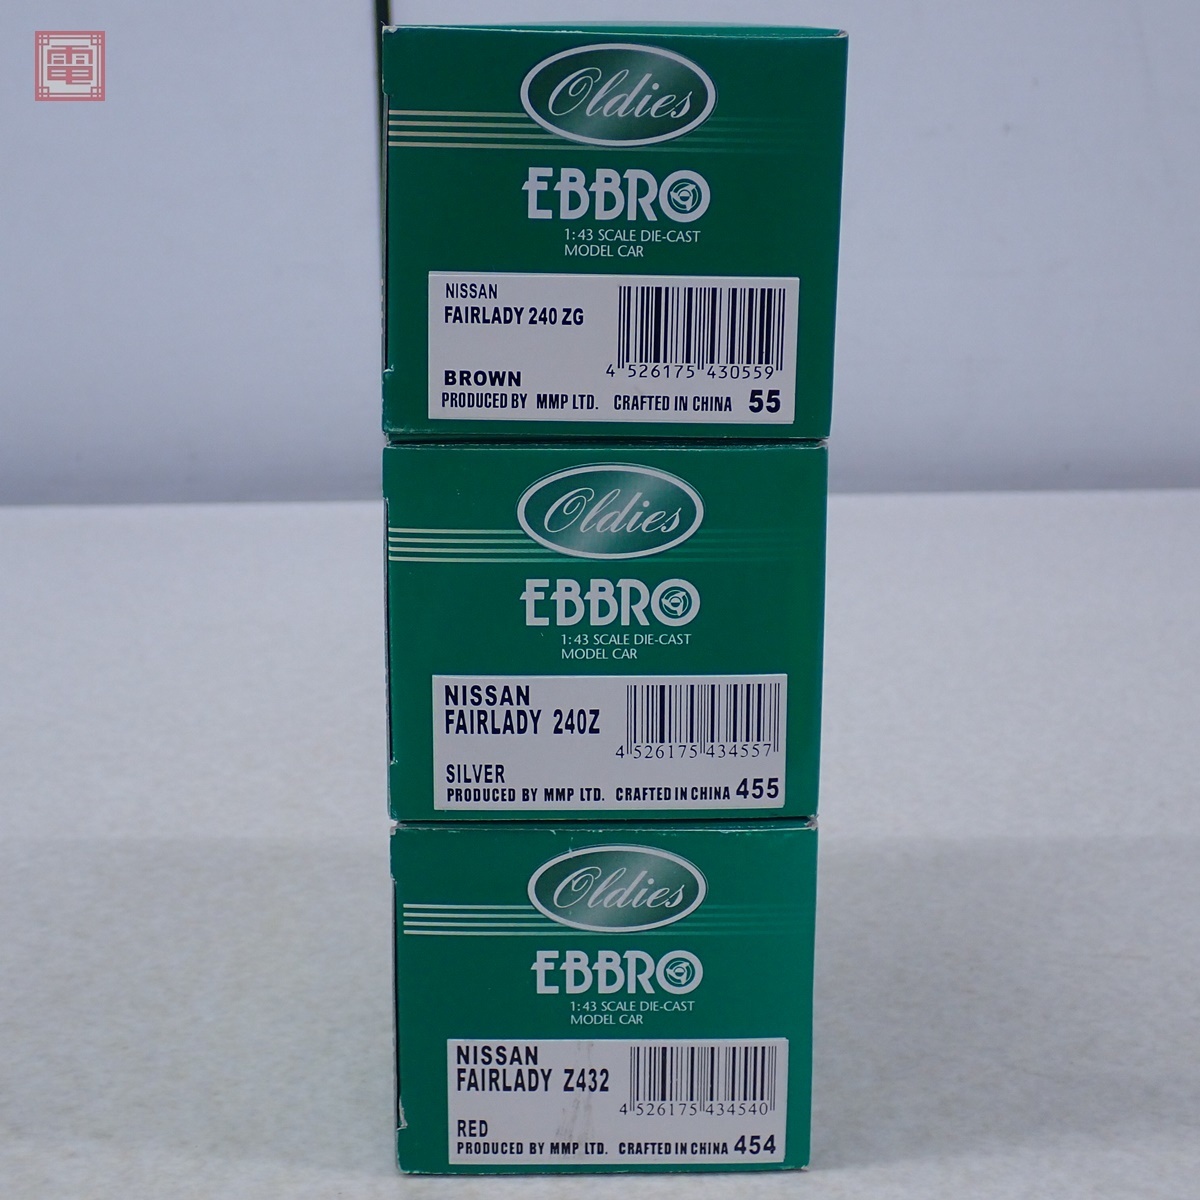 電
Oldies
EBBRO
1:43 SCALE DIE-CAST
MODEL CAR
NISSAN
FAIRLADY 240 ZG
4 526175 430559
BROWN
PRODUCED BY MMP LTD. CRAFTED IN CHINA 55
Oldies
EBBRO
1:43 SCALE DIE-CAST
MODEL CAR
NISSAN
FAIRLADY 240Z
4 526175 434557
SILVER
PRODUCED BY MMP LTD. CRAFTED IN CHINA 455
Oldies
EBBRO
1:43 SCALE DIE-CAST
MODEL CAR
NISSAN
FAIRLADY Z432
4 526175 434540
RED
PRODUCED BY MMP LTD. CRAFTED IN CHINA 454